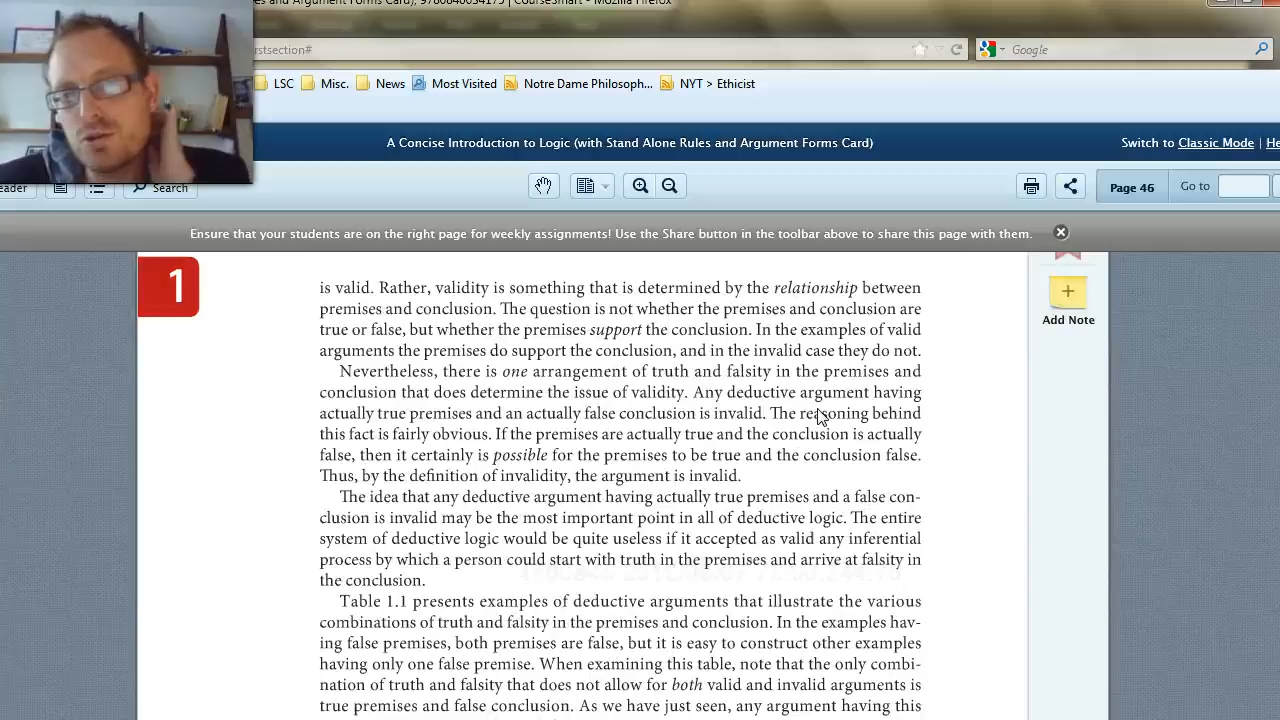 es and Argument Forms Card), 9780840034175 | CourseSmart - Mozilla Firefox
rstsection#
Google
LSC Misc. News Most Visited Notre Dame Philosoph... NYT > Ethicist
A Concise Introduction to Logic (with Stand Alone Rules and Argument Forms Card)
Switch to Classic Mode | He
eader Search
Page 46 Go to
Ensure that your students are on the right page for weekly assignments! Use the Share button in the toolbar above to share this page with them.
1
Add Note
is valid. Rather, validity is something that is determined by the relationship between
premises and conclusion. The question is not whether the premises and conclusion are
true or false, but whether the premises support the conclusion. In the examples of valid
arguments the premises do support the conclusion, and in the invalid case they do not.
Nevertheless, there is one arrangement of truth and falsity in the premises and
conclusion that does determine the issue of validity. Any deductive argument having
actually true premises and an actually false conclusion is invalid. The reasoning behind
this fact is fairly obvious. If the premises are actually true and the conclusion is actually
false, then it certainly is possible for the premises to be true and the conclusion false.
Thus, by the definition of invalidity, the argument is invalid.
The idea that any deductive argument having actually true premises and a false con-
clusion is invalid may be the most important point in all of deductive logic. The entire
system of deductive logic would be quite useless if it accepted as valid any inferential
process by which a person could start with truth in the premises and arrive at falsity in
the conclusion.
Table 1.1 presents examples of deductive arguments that illustrate the various
combinations of truth and falsity in the premises and conclusion. In the examples hav-
ing false premises, both premises are false, but it is easy to construct other examples
having only one false premise. When examining this table, note that the only combi-
nation of truth and falsity that does not allow for both valid and invalid arguments is
true premises and false conclusion. As we have just seen, any argument having this